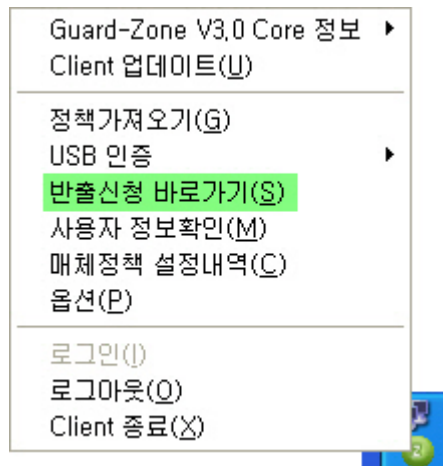 Guard-Zone V3.0 Core 정보
Client 업데이트(U)
정책가져오기(G)
USB 인증
반출신청 바로가기(S)
사용자 정보확인(M)
매체정책 설정내역(C)
옵션(P)
로그인(I)
로그아웃(O)
Client 종료(X)